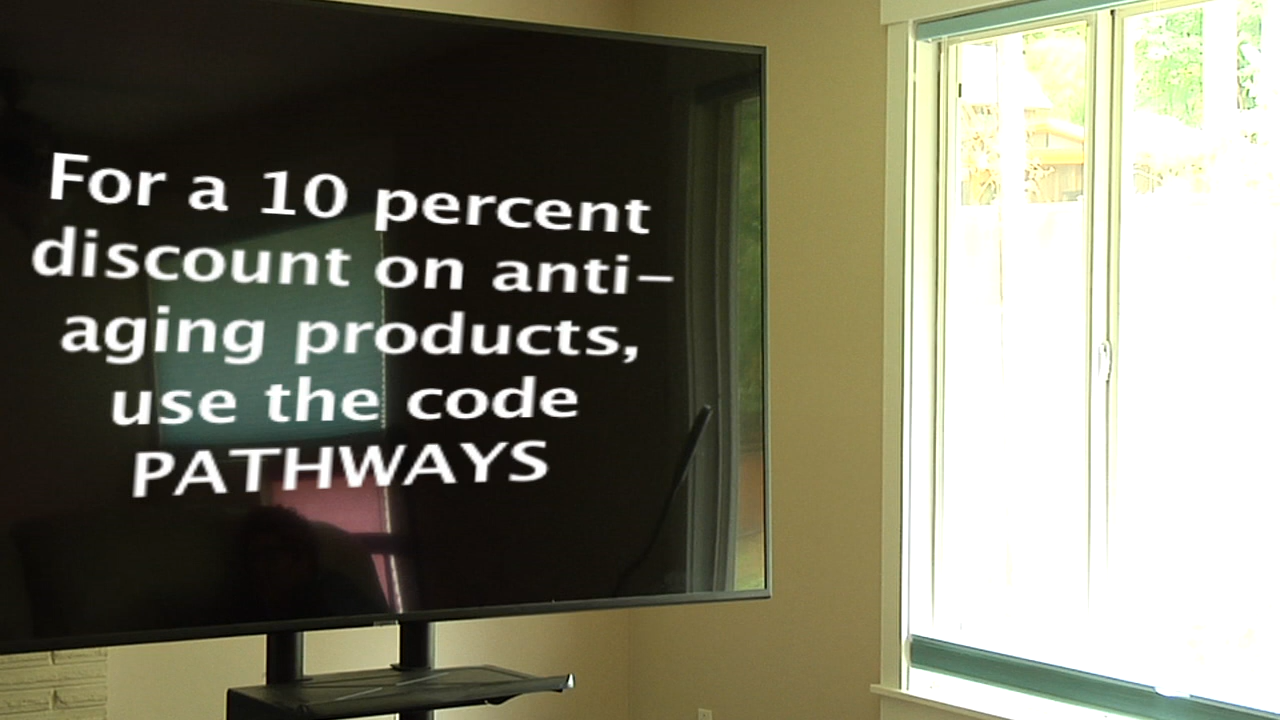 For a 10 percent
discount on anti-
aging products,
use the code
PATHWAYS